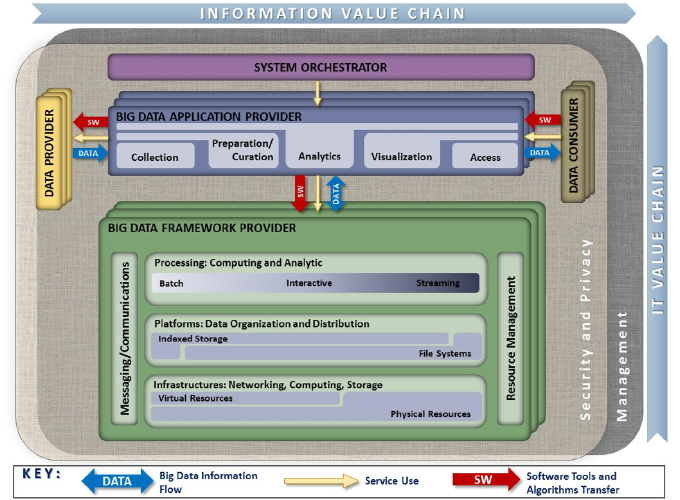 INFORMATION VALUE CHAIN
SYSTEM ORCHESTRATOR
DATA PROVIDER
SW
DATA
BIG DATA APPLICATION PROVIDER
Collection
Preparation/
Curation
Analytics
Visualization
Access
SW
DATA
DATA CONSUMER
SW
DATA
BIG DATA FRAMEWORK PROVIDER
Messaging/Communications
Processing: Computing and Analytic
Batch
Interactive
Streaming
Platforms: Data Organization and Distribution
Indexed Storage
File Systems
Infrastructures: Networking, Computing, Storage
Virtual Resources
Physical Resources
Resource Management
Security and Privacy
Management
IT VALUE CHAIN
KEY:
DATA
Big Data Information
Flow
Service Use
SW
Software Tools and
Algorithms Transfer